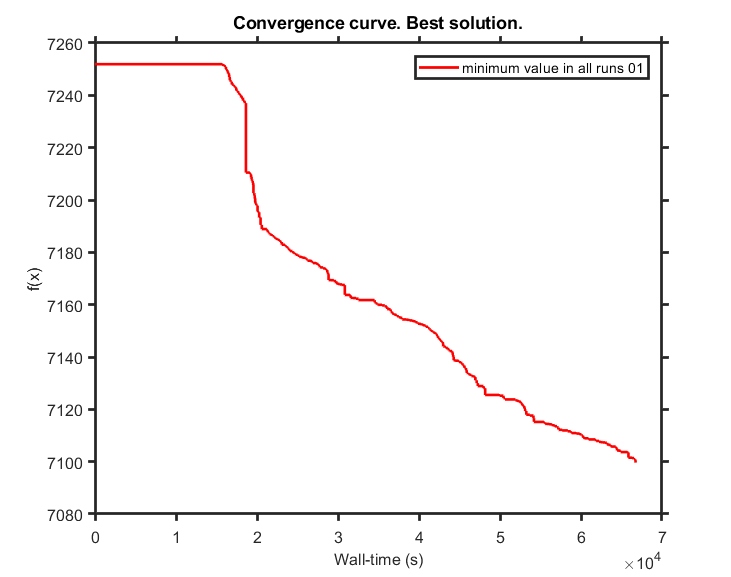 Convergence curve. Best solution.
minimum value in all runs 01
7260
7240
7220
7200
7180
7160
7140
7120
7100
7080
f(x)
0 1 2 3 4 5 6 7
Wall-time (s)
×10^4